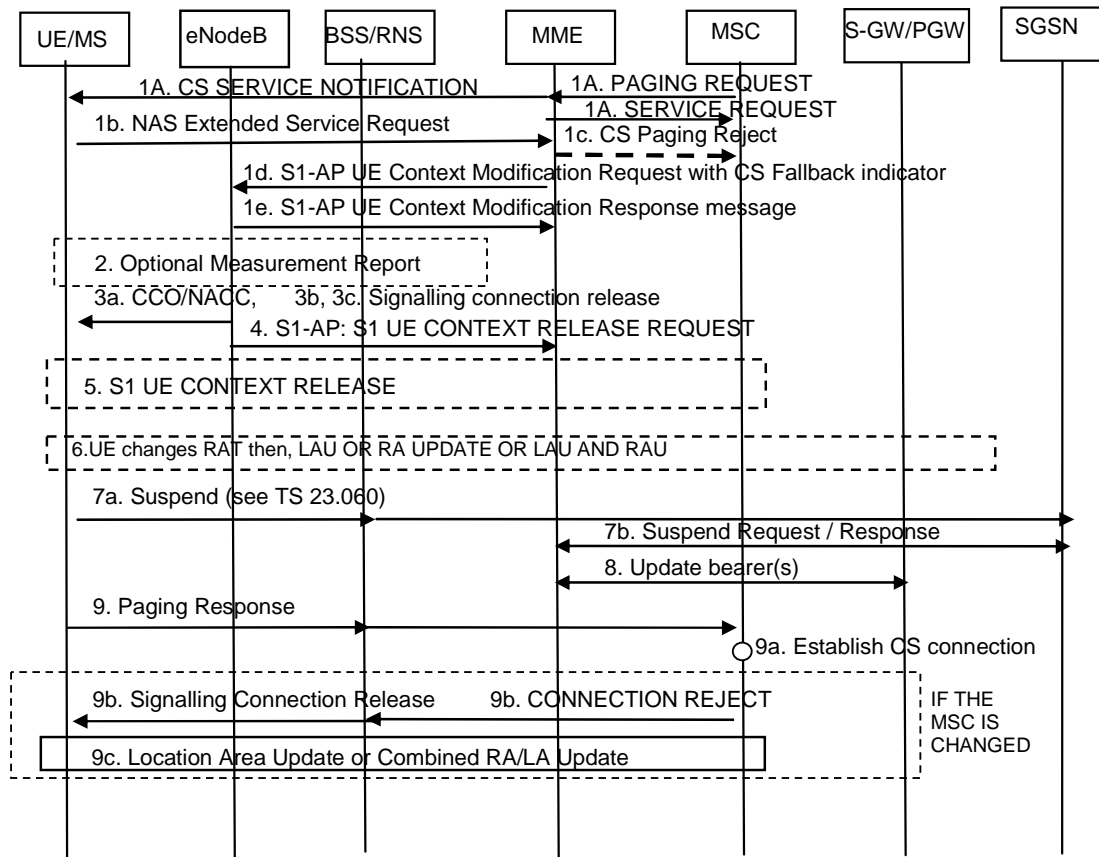 UE/MS
eNodeB
BSS/RNS
MME
MSC
S-GW/PGW
SGSN
1A. CS SERVICE NOTIFICATION
1A. PAGING REQUEST
1A. SERVICE REQUEST
1b. NAS Extended Service Request
1c. CS Paging Reject
1d. S1-AP UE Context Modification Request with CS Fallback indicator
1e. S1-AP UE Context Modification Response message
2. Optional Measurement Report
3a. CCO/NACC, 3b, 3c. Signalling connection release
4. S1-AP: S1 UE CONTEXT RELEASE REQUEST
5. S1 UE CONTEXT RELEASE
6.UE changes RAT then, LAU OR RA UPDATE OR LAU AND RAU
7a. Suspend (see TS 23.060)
7b. Suspend Request / Response
8. Update bearer(s)
9. Paging Response
9a. Establish CS connection
9b. Signalling Connection Release
9b. CONNECTION REJECT
IF THE
MSC IS
CHANGED
9c. Location Area Update or Combined RA/LA Update